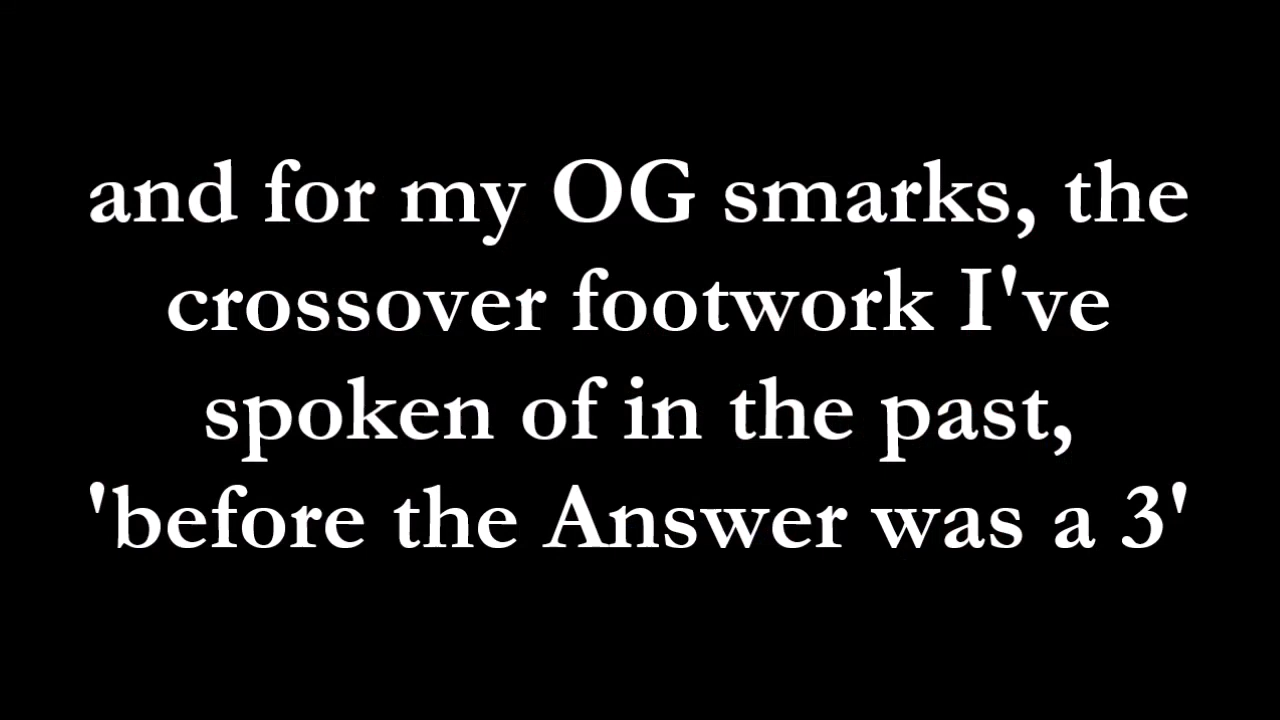 and for my OG smarks, the
crossover footwork I've
spoken of in the past,
'before the Answer was a 3'